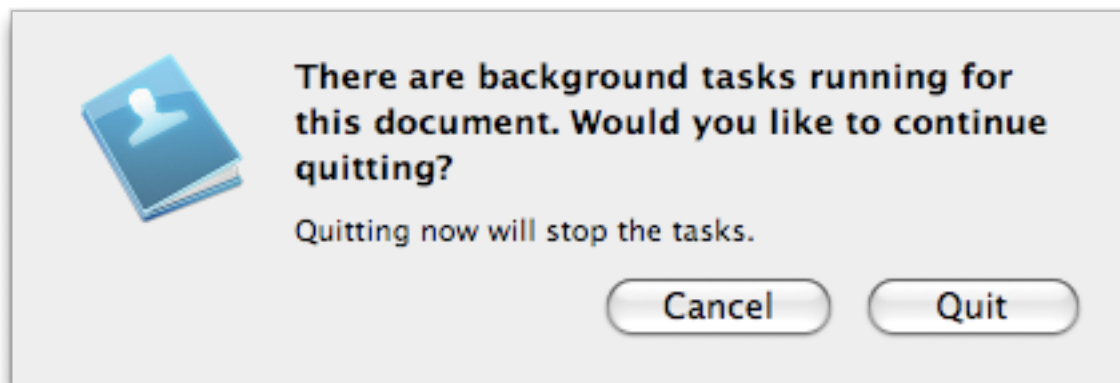 There are background tasks running for
this document. Would you like to continue
quitting?
Quitting now will stop the tasks.
Cancel Quit